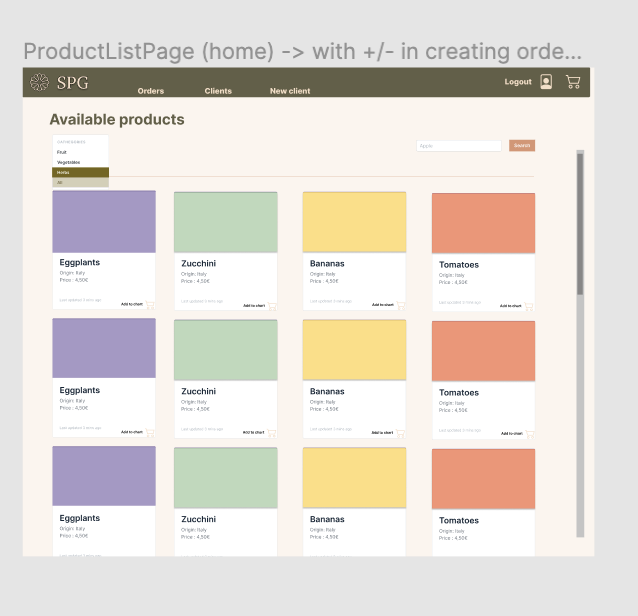 ProductListPage (home) -> with +/- in creating orde...
SPG
Orders
Clients
New client
Logout
Available products
CATEGORIES
Fruit
Vegetables
Herbs
All
Apple
Search
Eggplants
Origin: Italy
Price : 4,50€
Last updated 3 mins ago
Add to chart
Zucchini
Origin: Italy
Price : 4,50€
Last updated 3 mins ago
Add to chart
Bananas
Origin: Italy
Price : 4,50€
Last updated 3 mins ago
Add to chart
Tomatoes
Origin: Italy
Price : 4,50€
Last updated 3 mins ago
Add to chart
Eggplants
Origin: Italy
Price : 4,50€
Last updated 3 mins ago
Add to chart
Zucchini
Origin: Italy
Price : 4,50€
Last updated 3 mins ago
Add to chart
Bananas
Origin: Italy
Price : 4,50€
Last updated 3 mins ago
Add to chart
Tomatoes
Origin: Italy
Price : 4,50€
Last updated 3 mins ago
Add to chart
Eggplants
Origin: Italy
Price : 4,50€
Zucchini
Origin: Italy
Price : 4,50€
Bananas
Origin: Italy
Price : 4,50€
Tomatoes
Origin: Italy
Price : 4,50€